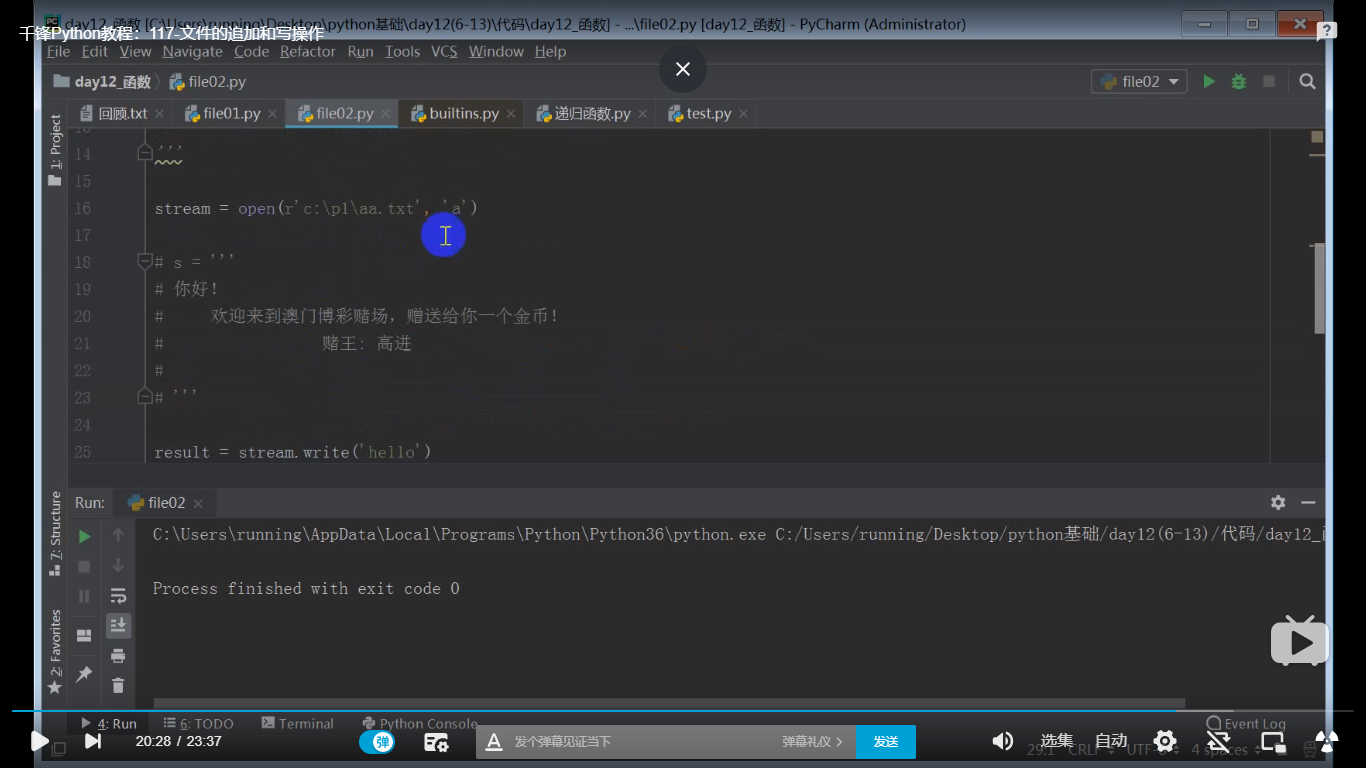 day12_函数 [C:\Users\running\Desktop\python基础\day12(6-13)\代码\day12_函数] - ...\file02.py [day12_函数] - PyCharm (Administrator)
千锋Python教程：117-文件的追加和写操作
File Edit View Navigate Code Refactor Run Tools VCS Window Help
day12_函数 file02.py file02
回顾.txt file01.py file02.py builtins.py 递归函数.py test.py
1: Project
14 '''
15
16 stream = open(r'c:\p1\aa.txt', 'a')
17
18 # s = '''
19 # 你好！
20 # 欢迎来到澳门博彩赌场，赠送给你一个金币！
21 # 赌王: 高进
22 #
23 # '''
24
25 result = stream.write('hello')
7: Structure
2: Favorites
Run: file02
C:\Users\running\AppData\Local\Programs\Python\Python36\python.exe C:/Users/running/Desktop/python基础/day12(6-13)/代码/day12_函
Process finished with exit code 0
4: Run 6: TODO Terminal Python Console Event Log
20:28 / 23:37 弹 发个弹幕见证当下 弹幕礼仪 发送 选集 自动
29:1 CRLF UTF-8 4 spaces